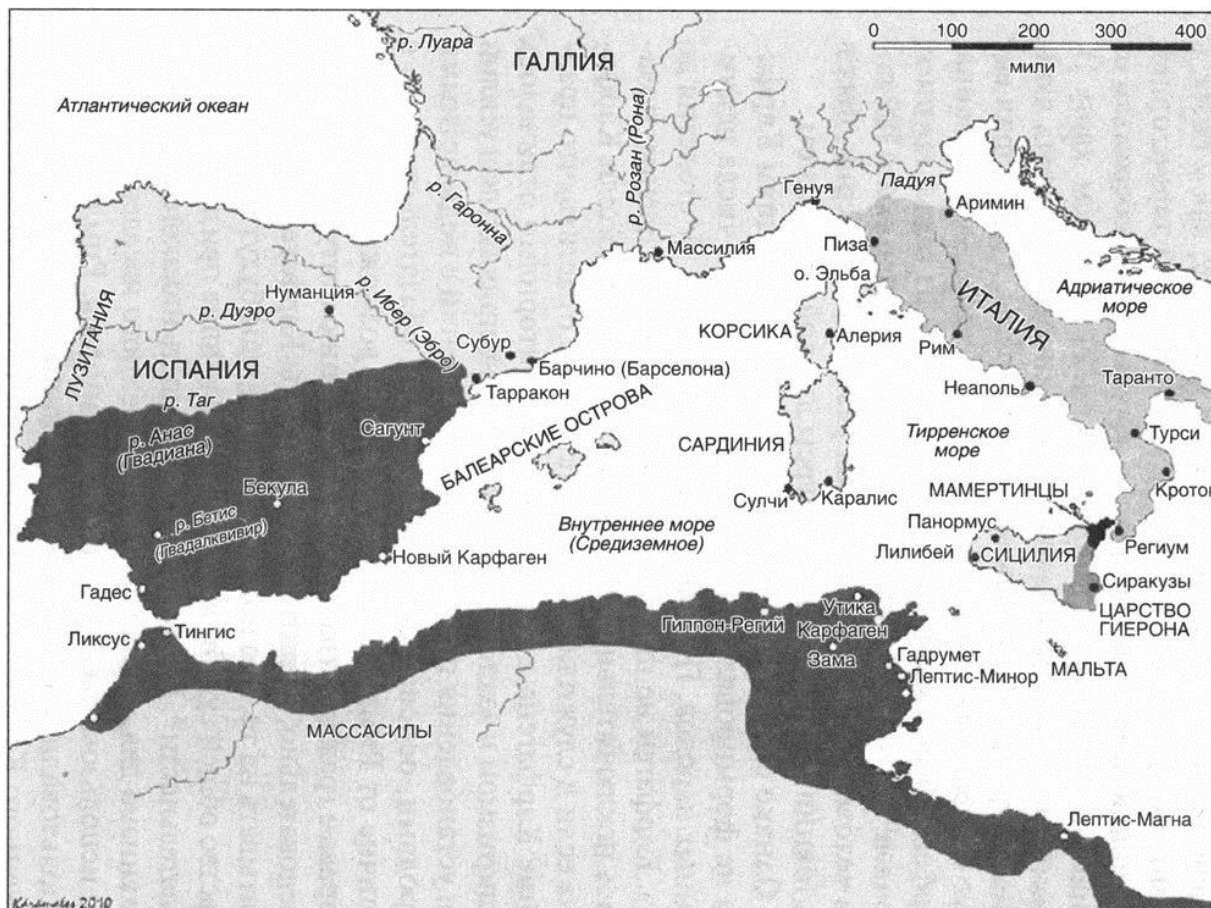 р. Луара
ГАЛЛИЯ
0 100 200 300 400
мили
Атлантический океан
р. Гаронна
р. Розан (Рона)
Генуя
Падуя
Аримин
Массилия
Пиза
о. Эльба
Адриатическое
море
ИТАЛИЯ
ЛУЗИТАНИЯ
р. Дуэро
Нуманция
р. Ибер (Эбро)
Субур
Барчино (Барселона)
Тарракон
КОРСИКА
Алерия
Рим
Неаполь
Таранто
ИСПАНИЯ
р. Таг
р. Анас
(Гвадиана)
Сагунт
БАЛЕАРСКИЕ ОСТРОВА
САРДИНИЯ
Тирренское
море
Турси
Бекула
р. Бетис
(Гвадалквивир)
Сулчи
Каралис
МАМЕРТИНЦЫ
Кротон
Внутреннее море
(Средиземное)
Панормус
Лилибей
СИЦИЛИЯ
Региум
Новый Карфаген
Сиракузы
Гадес
ЦАРСТВО
ГИЕРОНА
Ликсус
Тингис
Гиппон-Регий
Утика
Карфаген
Зама
Гадрумет
Лептис-Минор
МАЛЬТА
МАССАСИЛЫ
Лептис-Магна
2010